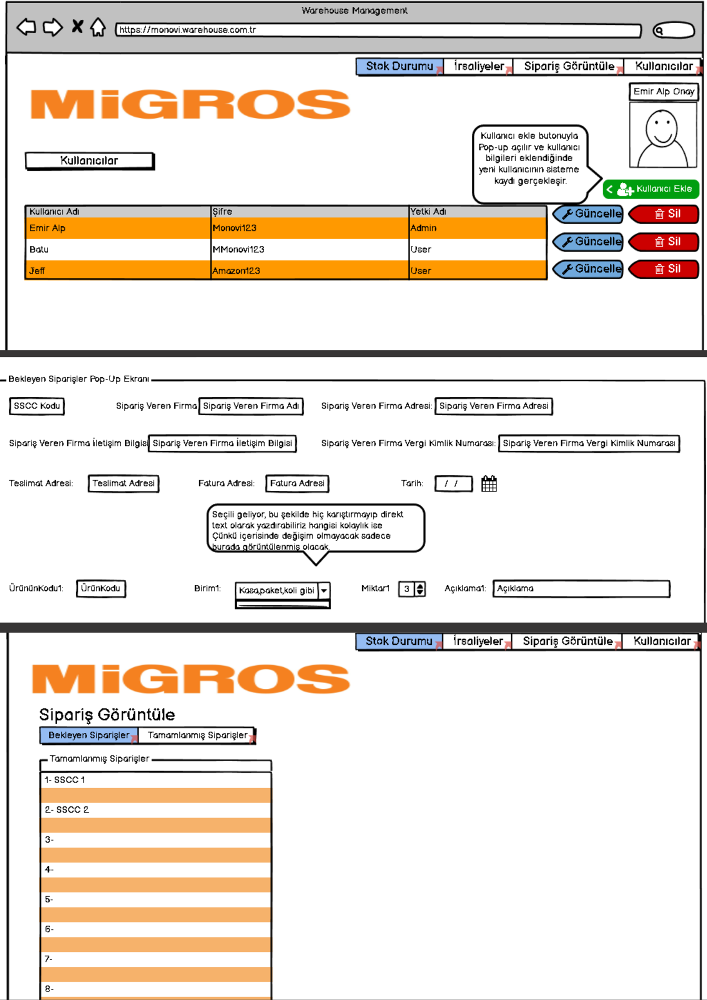 Warehouse Management
https://monovi.warehouse.com.tr
Stok Durumu İrsaliyeler Sipariş Görüntüle Kullanıcılar
MiGROS
Emir Alp Onay
Kullanıcı ekle butonuyla
Pop-up açılır ve kullanıcı
bilgileri eklendiğinde
yeni kullanıcının sisteme
kaydı gerçekleşir.
Kullanıcılar
< Kullanıcı Ekle
Kullanıcı Adı Şifre Yetki Adı
Güncelle Sil
Emir Alp Monovi123 Admin
Batu MMonovi123 User
Güncelle Sil
Jeff Amazon123 User
Güncelle Sil
Bekleyen Siparişler Pop-Up Ekranı
SSCC Kodu Sipariş Veren Firma Sipariş Veren Firma Adı Sipariş Veren Firma Adresi: Sipariş Veren Firma Adresi
Sipariş Veren Firma İletişim Bilgisi Sipariş Veren Firma İletişim Bilgisi Sipariş Veren Firma Vergi Kimlik Numarası: Sipariş Veren Firma Vergi Kimlik Numarası
Teslimat Adresi: Teslimat Adresi Fatura Adresi: Fatura Adresi Tarih: / /
Seçili geliyor, bu şekilde hiç karıştırmayıp direkt
text olarak yazdırabiliriz hangisi kolaylık ise
Çünkü içerisinde değişim olmayacak sadece
burada görüntülenmiş olacak.
ÜrününKodu1: ÜrünKodu Birim1: Kasa,paket,koli gibi Miktar1 3 Açıklama1: Açıklama
Stok Durumu İrsaliyeler Sipariş Görüntüle Kullanıcılar
MiGROS
Sipariş Görüntüle
Bekleyen Siparişler Tamamlanmış Siparişler
Tamamlanmış Siparişler
1- SSCC 1
2- SSCC 2
3-
4-
5-
6-
7-
8-